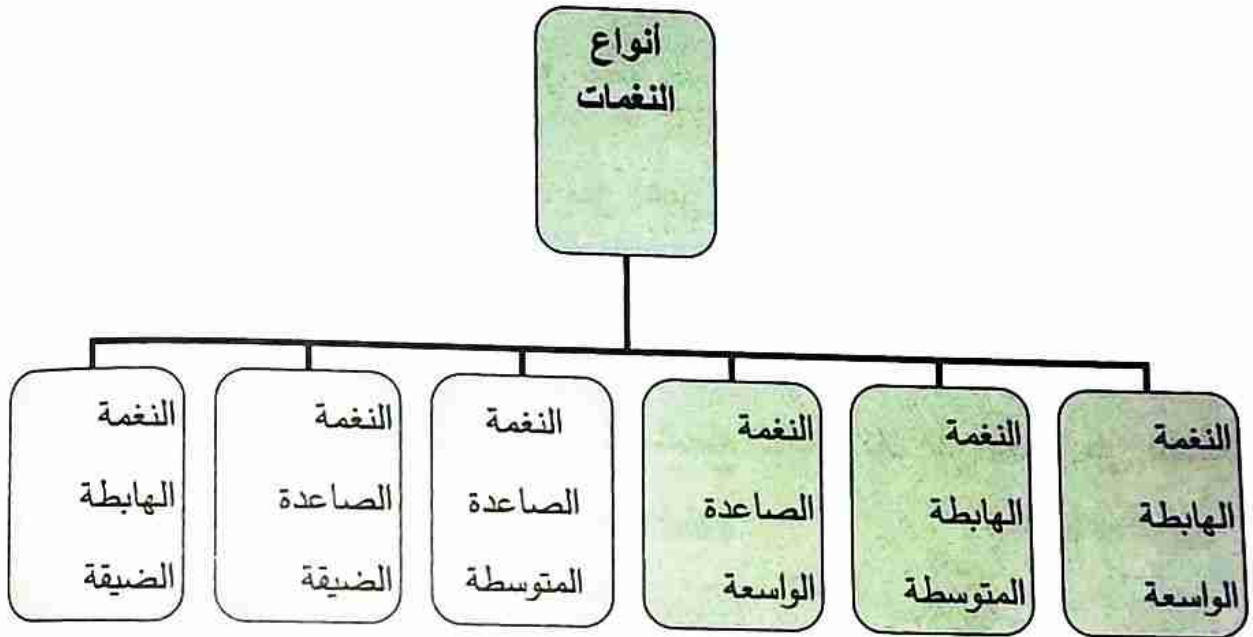 أنواع
النغمات
النغمة
الهابطة
الواسعة
النغمة
الهابطة
المتوسطة
النغمة
الصاعدة
الواسعة
النغمة
الصاعدة
المتوسطة
النغمة
الصاعدة
الضيقة
النغمة
الهابطة
الضيقة